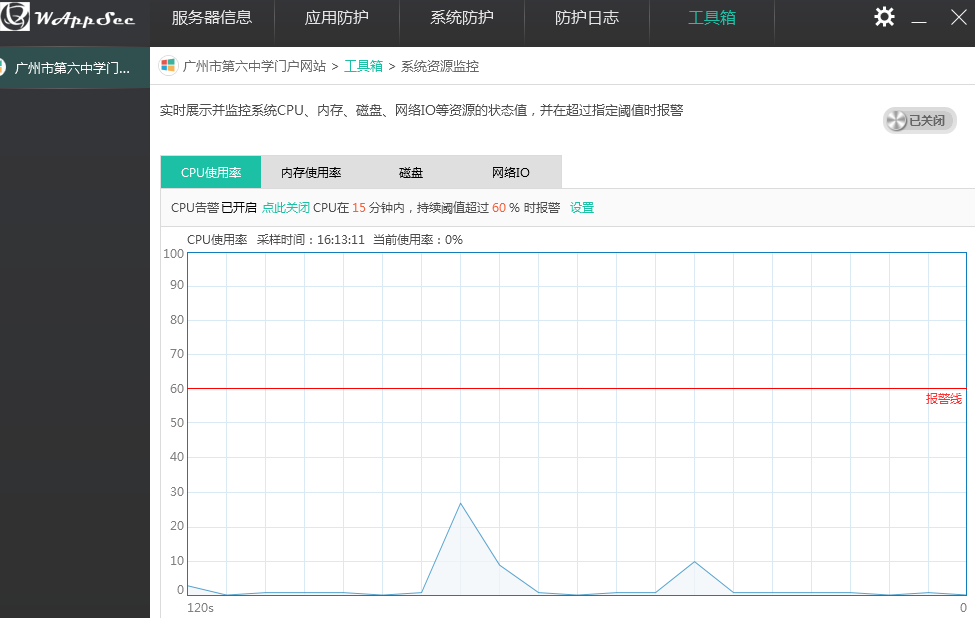 WAppSec 服务器信息 应用防护 系统防护 防护日志 工具箱
广州市第六中学门... 广州市第六中学门户网站 > 工具箱 > 系统资源监控
实时展示并监控系统CPU、内存、磁盘、网络IO等资源的状态值，并在超过指定阈值时报警
已关闭
CPU使用率 内存使用率 磁盘 网络IO
CPU告警已开启 点此关闭 CPU在 15 分钟内，持续阈值超过 60 % 时报警 设置
CPU使用率 采样时间：16:13:11 当前使用率：0%
100
90
80
70
60
报警线
50
40
30
20
10
0
120s 0